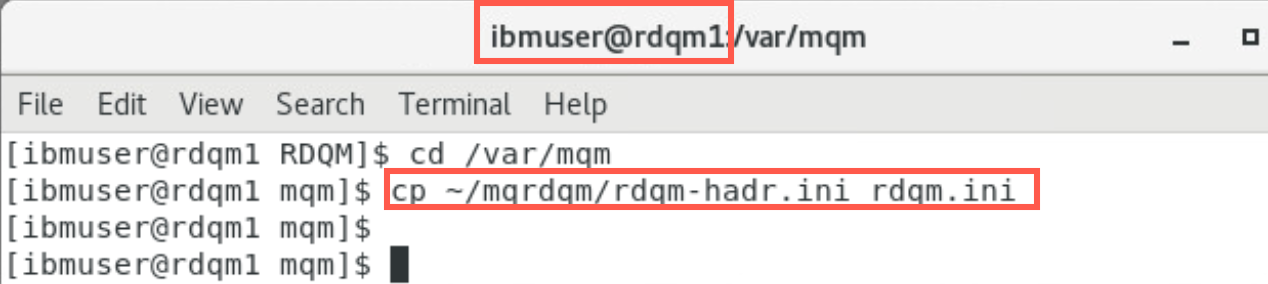 ibmuser@rdqm1:/var/mqm
File Edit View Search Terminal Help
[ibmuser@rdqm1 RDQM]$ cd /var/mqm
[ibmuser@rdqm1 mqm]$ cp ~/mqrdqm/rdqm-hadr.ini rdqm.ini
[ibmuser@rdqm1 mqm]$
[ibmuser@rdqm1 mqm]$